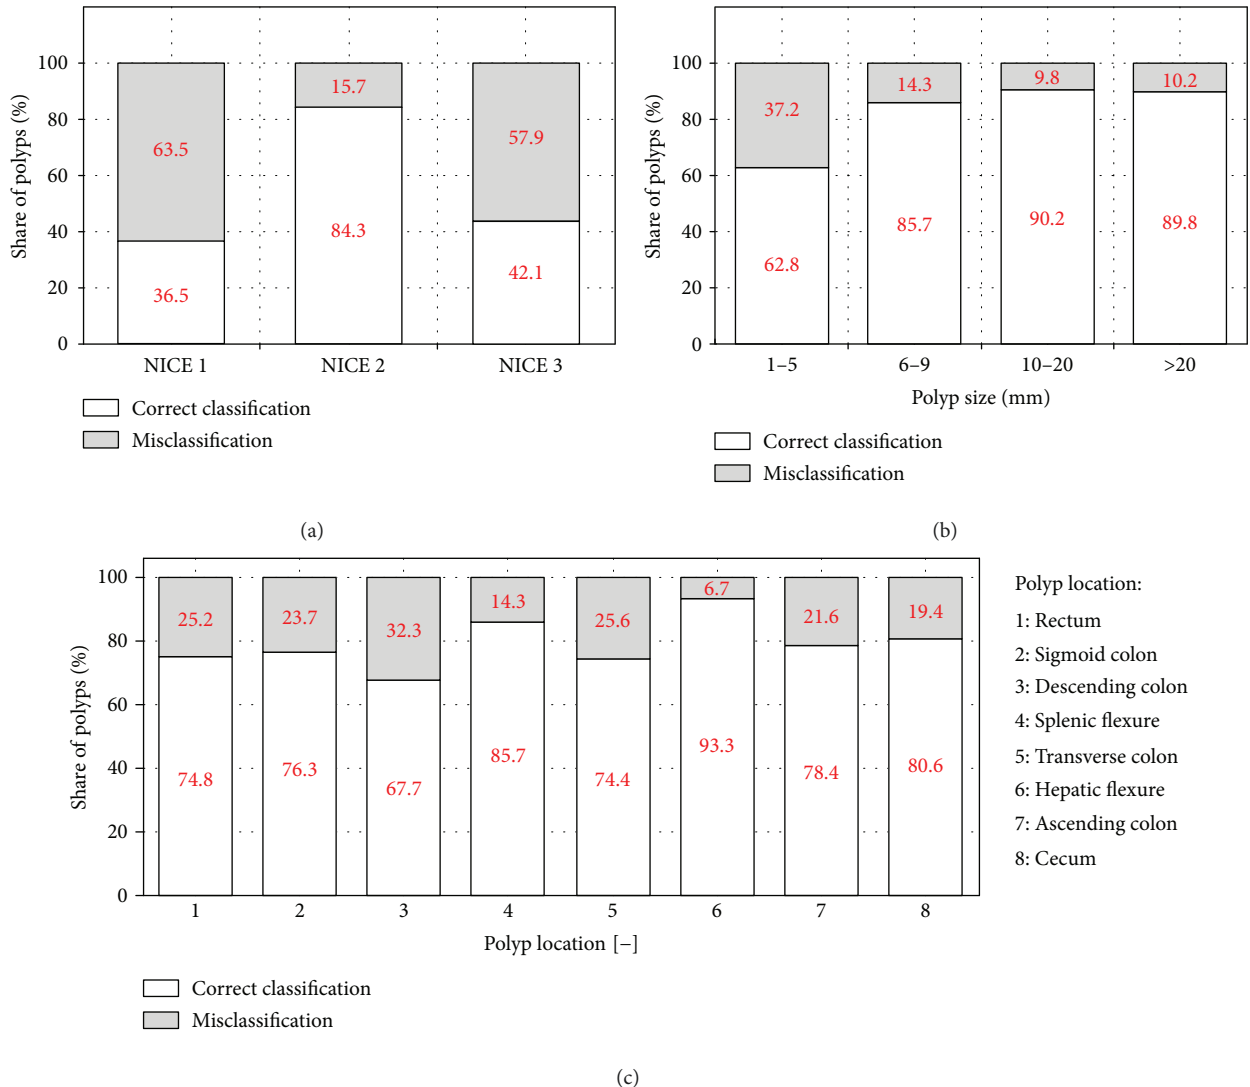 Share of polyps (%)
100
80
60
40
20
0
63.5
36.5
15.7
84.3
57.9
42.1
NICE 1
NICE 2
NICE 3
Correct classification
Misclassification
(a)
Share of polyps (%)
100
80
60
40
20
0
37.2
62.8
14.3
85.7
9.8
90.2
10.2
89.8
1–5
6–9
10–20
>20
Polyp size (mm)
Correct classification
Misclassification
(b)
Share of polyps (%)
100
80
60
40
20
0
25.2
74.8
23.7
76.3
32.3
67.7
14.3
85.7
25.6
74.4
6.7
93.3
21.6
78.4
19.4
80.6
1
2
3
4
5
6
7
8
Polyp location [−]
Correct classification
Misclassification
Polyp location:
1: Rectum
2: Sigmoid colon
3: Descending colon
4: Splenic flexure
5: Transverse colon
6: Hepatic flexure
7: Ascending colon
8: Cecum
(c)